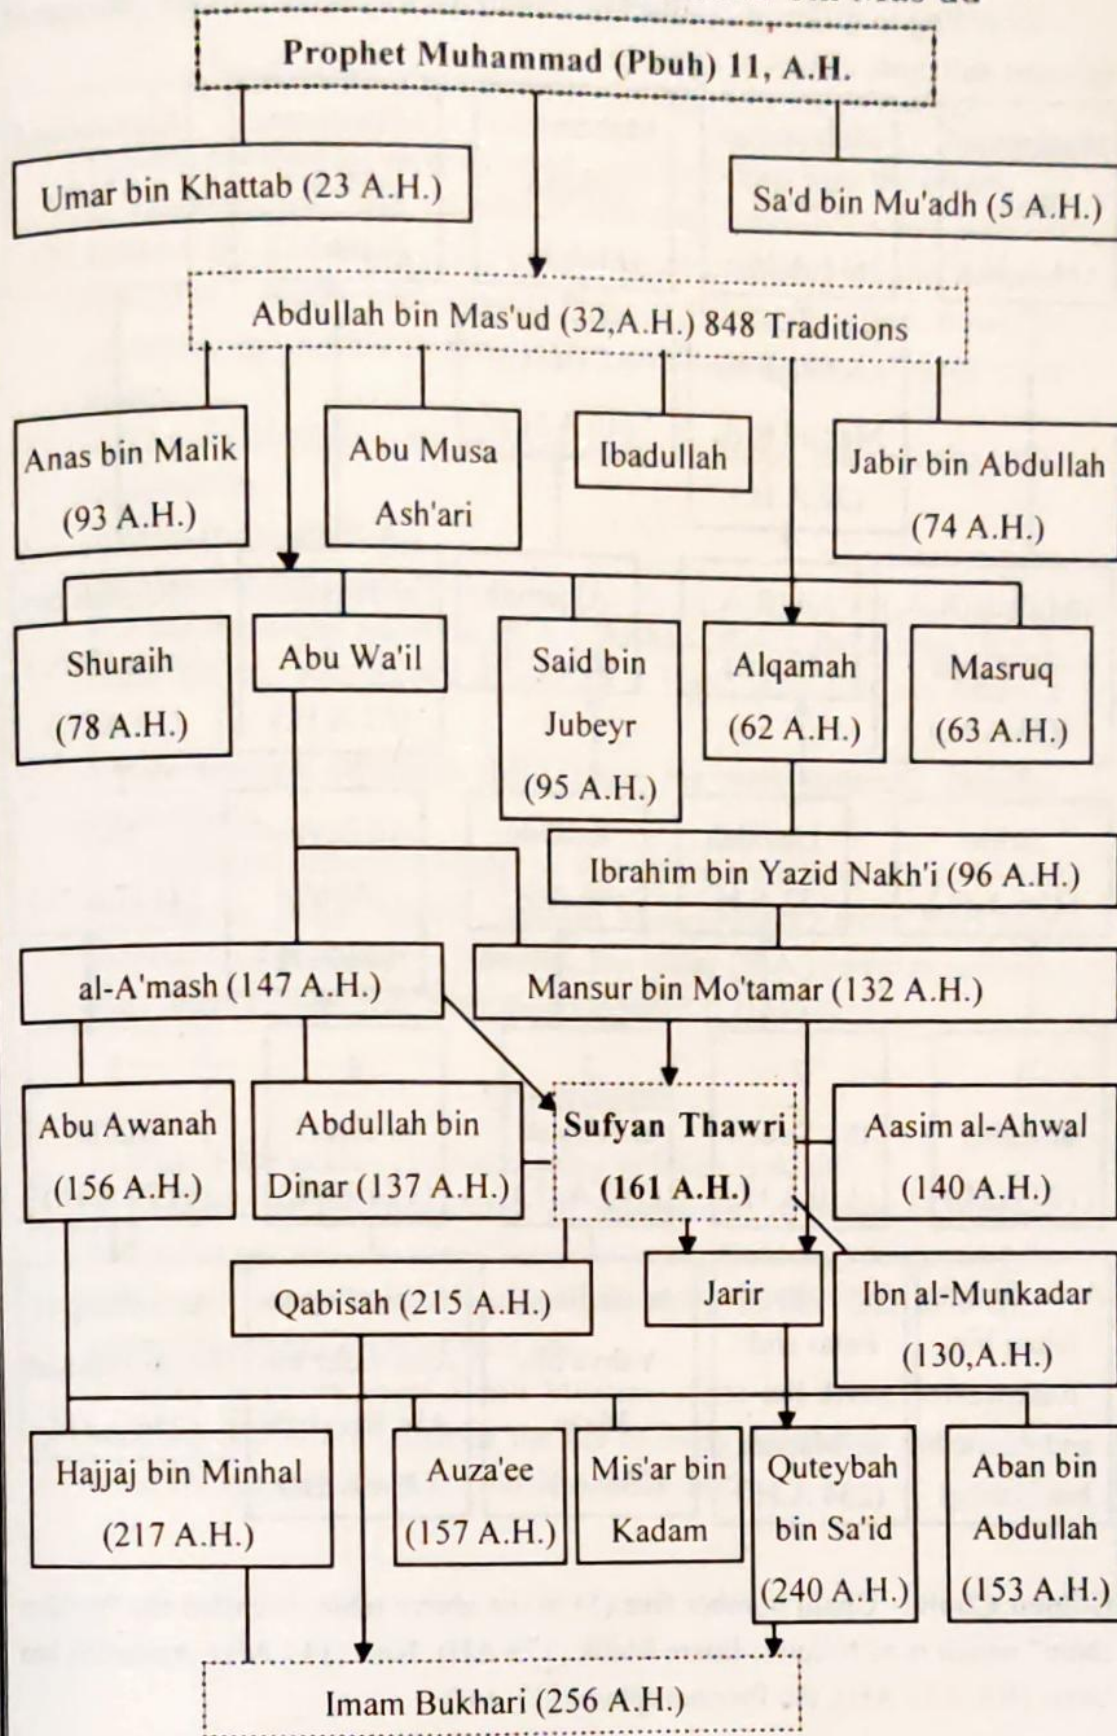 Prophet Muhammad (Pbuh) 11, A.H.
Umar bin Khattab (23 A.H.)
Sa'd bin Mu'adh (5 A.H.)
Abdullah bin Mas'ud (32,A.H.) 848 Traditions
Anas bin Malik
(93 A.H.)
Abu Musa
Ash'ari
Ibadullah
Jabir bin Abdullah
(74 A.H.)
Shuraih
(78 A.H.)
Abu Wa'il
Said bin
Jubeyr
(95 A.H.)
Alqamah
(62 A.H.)
Masruq
(63 A.H.)
Ibrahim bin Yazid Nakh'i (96 A.H.)
al-A'mash (147 A.H.)
Mansur bin Mo'tamar (132 A.H.)
Abu Awanah
(156 A.H.)
Abdullah bin
Dinar (137 A.H.)
Sufyan Thawri
(161 A.H.)
Aasim al-Ahwal
(140 A.H.)
Qabisah (215 A.H.)
Jarir
Ibn al-Munkadar
(130,A.H.)
Hajjaj bin Minhal
(217 A.H.)
Auza'ee
(157 A.H.)
Mis'ar bin
Kadam
Quteybah
bin Sa'id
(240 A.H.)
Aban bin
Abdullah
(153 A.H.)
Imam Bukhari (256 A.H.)